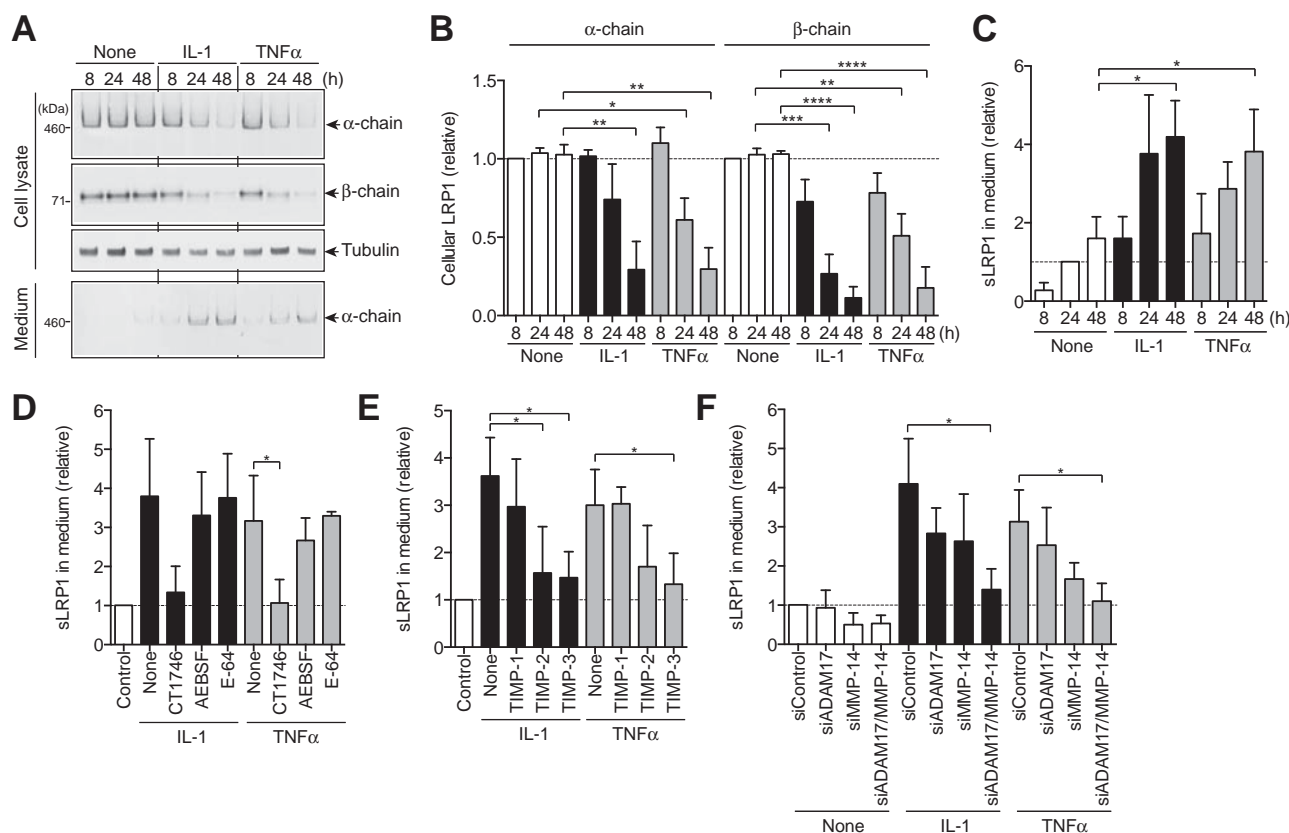 A
None IL-1 TNFα
8 24 48 8 24 48 8 24 48 (h)
(kDa)
460 α-chain
Cell lysate
71 β-chain
Tubulin
Medium
460 α-chain
B
α-chain β-chain
Cellular LRP1 (relative)
1.5
1.0
0.5
0.0
**
*
**
****
**
****
***
8 24 48 8 24 48 8 24 48 8 24 48 8 24 48 8 24 48 (h)
None IL-1 TNFα None IL-1 TNFα
C
sLRP1 in medium (relative)
6
4
2
0
*
*
8 24 48 8 24 48 8 24 48 (h)
None IL-1 TNFα
D
sLRP1 in medium (relative)
6
5
4
3
2
1
0
*
Control None CT1746 AEBSF E-64 None CT1746 AEBSF E-64
IL-1 TNFα
E
sLRP1 in medium (relative)
5
4
3
2
1
0
*
*
*
Control None TIMP-1 TIMP-2 TIMP-3 None TIMP-1 TIMP-2 TIMP-3
IL-1 TNFα
F
sLRP1 in medium (relative)
6
5
4
3
2
1
0
*
*
siControl siADAM17 siMMP-14 siADAM17/MMP-14 siControl siADAM17 siMMP-14 siADAM17/MMP-14 siControl siADAM17 siMMP-14 siADAM17/MMP-14
None IL-1 TNFα